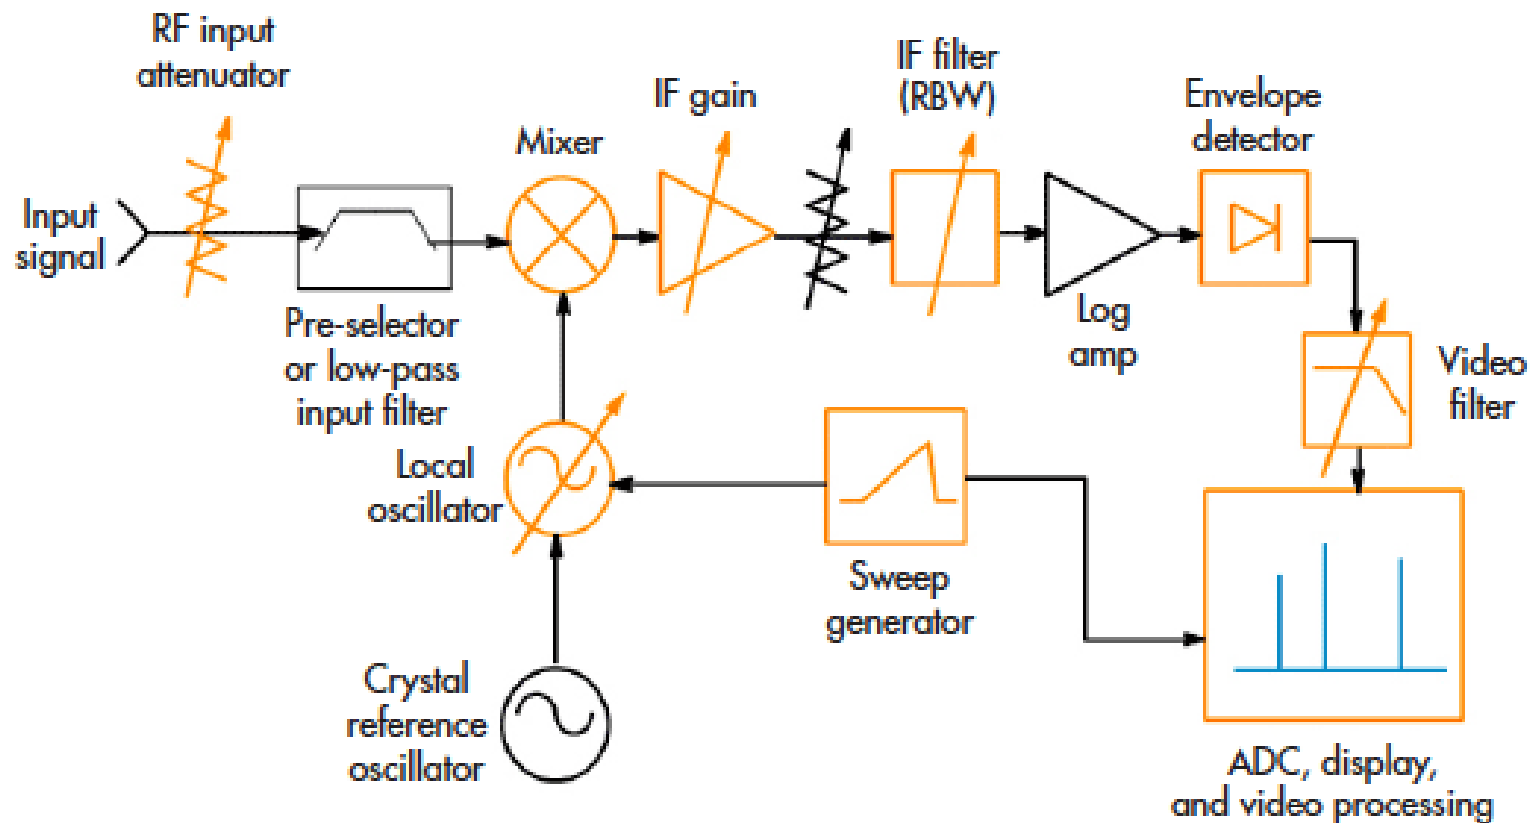 RF input
attenuator
Input
signal
Pre-selector
or low-pass
input filter
Mixer
IF gain
IF filter
(RBW)
Log
amp
Envelope
detector
Video
filter
Local
oscillator
Sweep
generator
Crystal
reference
oscillator
ADC, display,
and video processing